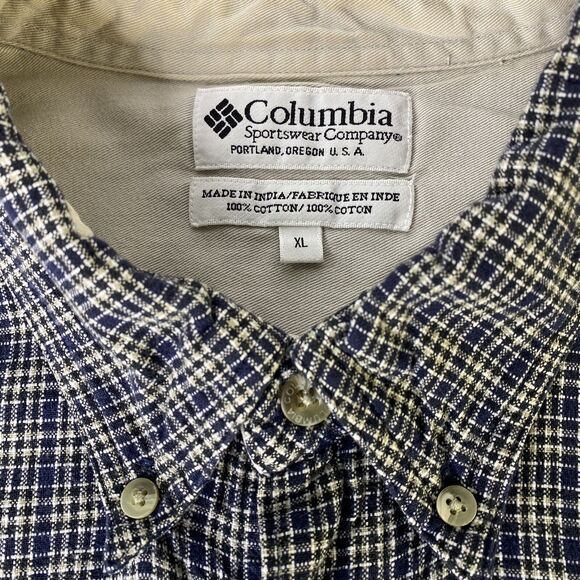 Columbia
Sportswear Company®
PORTLAND, OREGON U. S. A.
MADE IN INDIA/FABRIQUE EN INDE
100% COTTON/ 100% COTON
XL